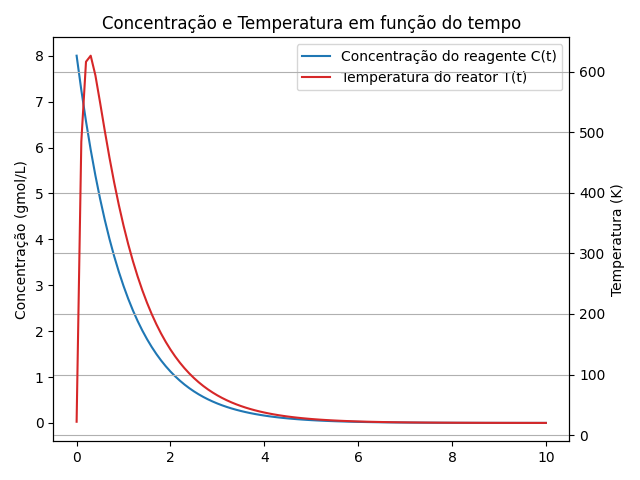 Concentração e Temperatura em função do tempo
Concentração do reagente C(t)
Temperatura do reator T(t)
Concentração (gmol/L)
8
7
6
5
4
3
2
1
0
0 2 4 6 8 10
600
500
400
300
200
100
0
Temperatura (K)